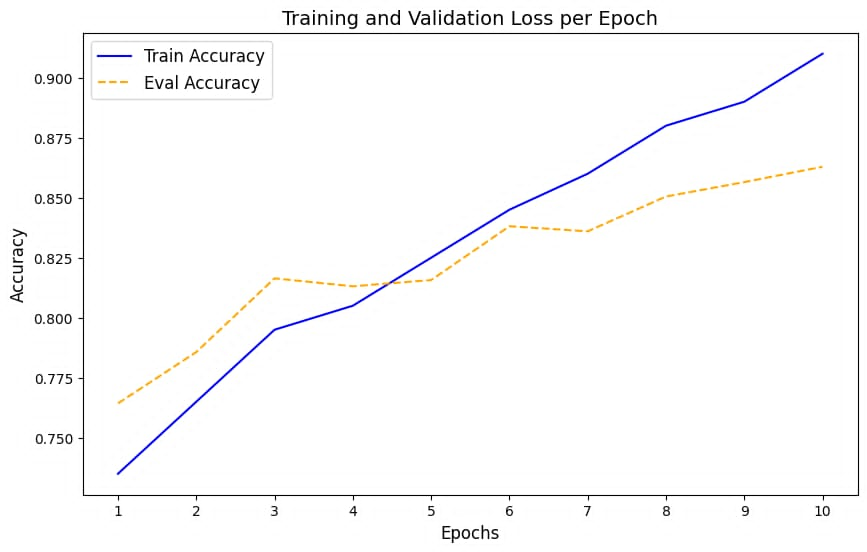 Training and Validation Loss per Epoch
Train Accuracy
Eval Accuracy
Accuracy
0.900
0.875
0.850
0.825
0.800
0.775
0.750
1 2 3 4 5 6 7 8 9 10
Epochs